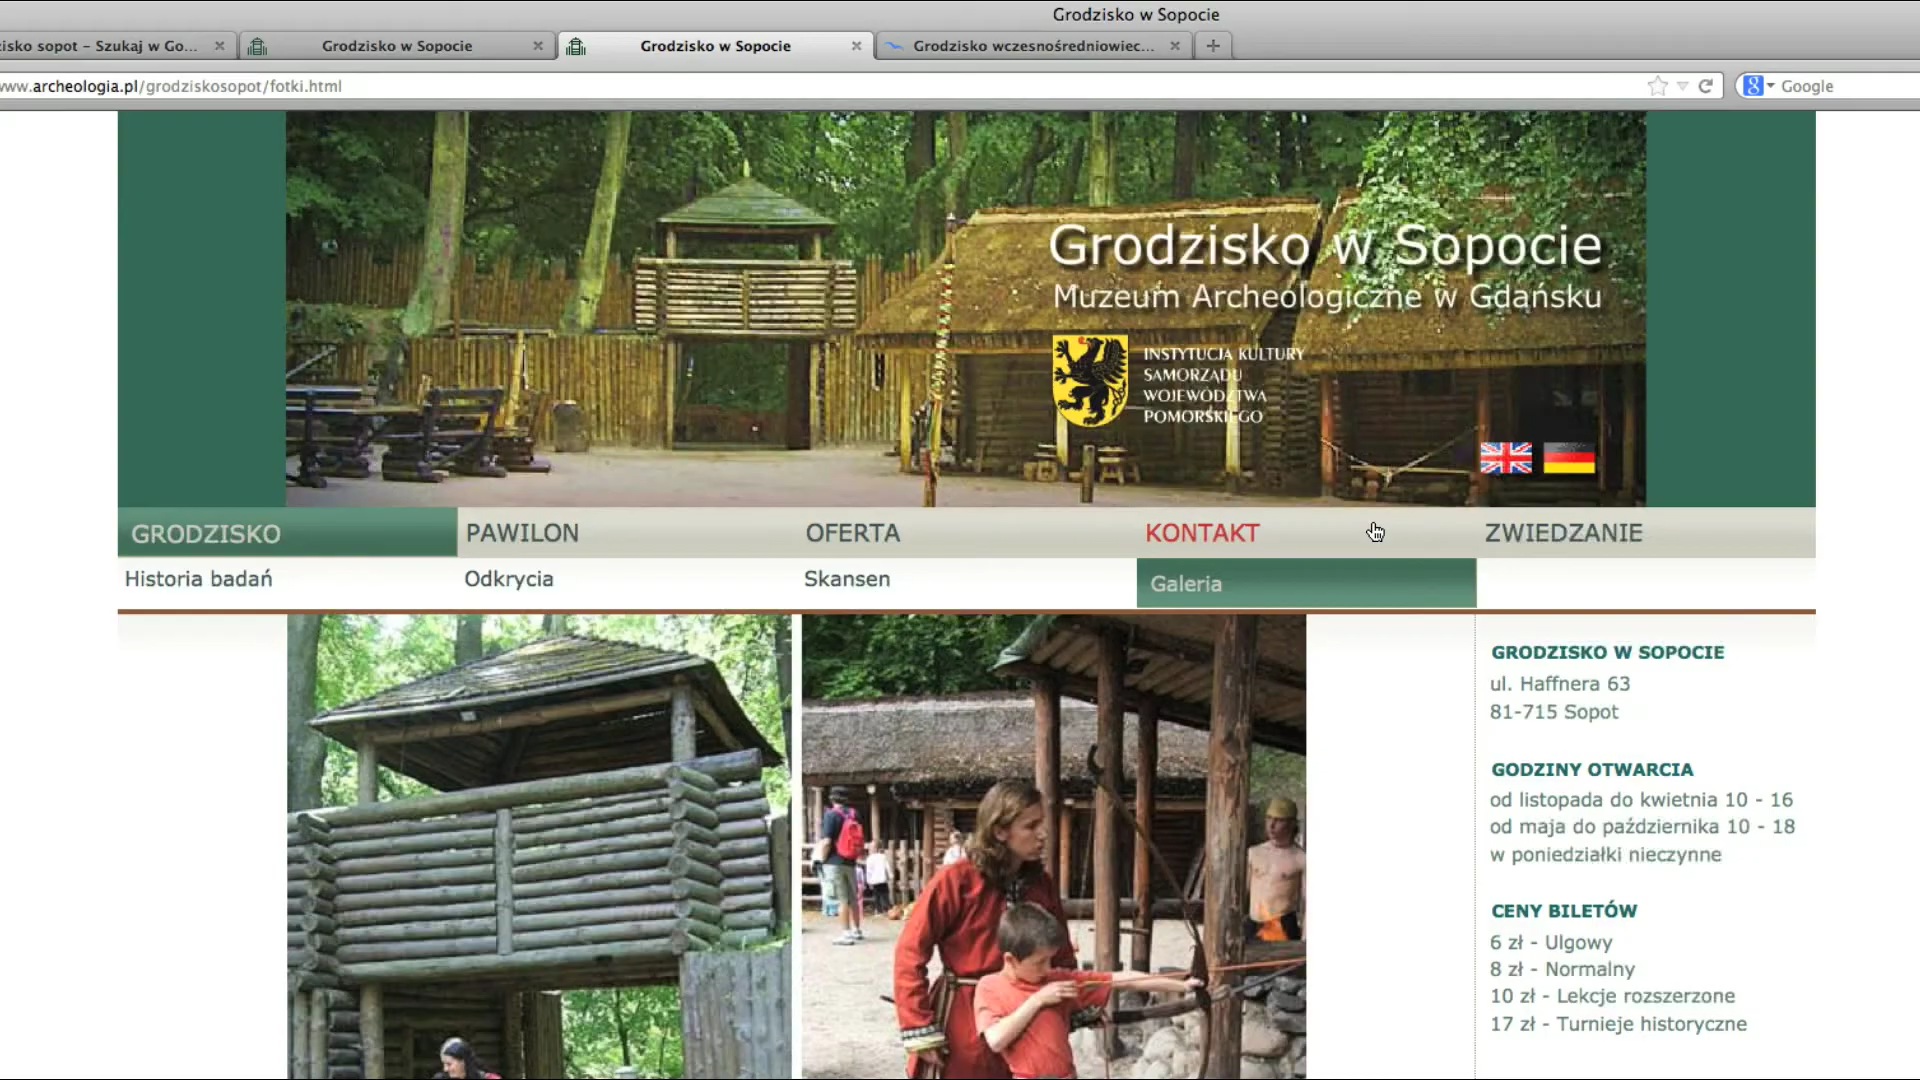 Grodzisko w Sopocie
isko sopot – Szukaj w Go...
Grodzisko w Sopocie
Grodzisko w Sopocie
Grodzisko wczesnośredniowiec...
www.archeologia.pl/grodziskosopot/fotki.html
Google
Grodzisko w Sopocie
Muzeum Archeologiczne w Gdańsku
INSTYTUCJA KULTURY
SAMORZĄDU
WOJEWÓDZTWA
POMORSKIEGO
GRODZISKO
PAWILON
OFERTA
KONTAKT
ZWIEDZANIE
Historia badań
Odkrycia
Skansen
Galeria
GRODZISKO W SOPOCIE
ul. Haffnera 63
81-715 Sopot
GODZINY OTWARCIA
od listopada do kwietnia 10 - 16
od maja do października 10 - 18
w poniedziałki nieczynne
CENY BILETÓW
6 zł - Ulgowy
8 zł - Normalny
10 zł - Lekcje rozszerzone
17 zł - Turnieje historyczne